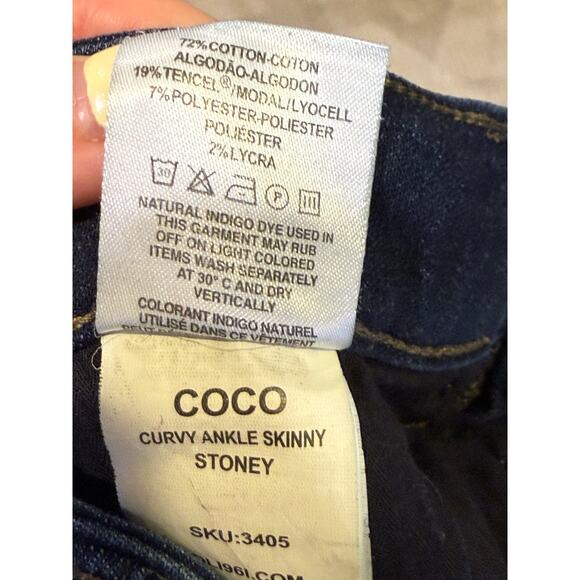 72%COTTON-COTON
ALGODÃO-ALGODON
19%TENCEL®/MODAL/LYOCELL
7%POLYESTER-POLIESTER
POLIÉSTER
2%LYCRA
30 P
NATURAL INDIGO DYE USED IN
THIS GARMENT MAY RUB
OFF ON LIGHT COLORED
ITEMS WASH SEPARATELY
AT 30° C AND DRY
VERTICALLY
COLORANT INDIGO NATUREL
UTILISÉ DANS CE VÊTEMENT
COCO
CURVY ANKLE SKINNY
STONEY
SKU:3405